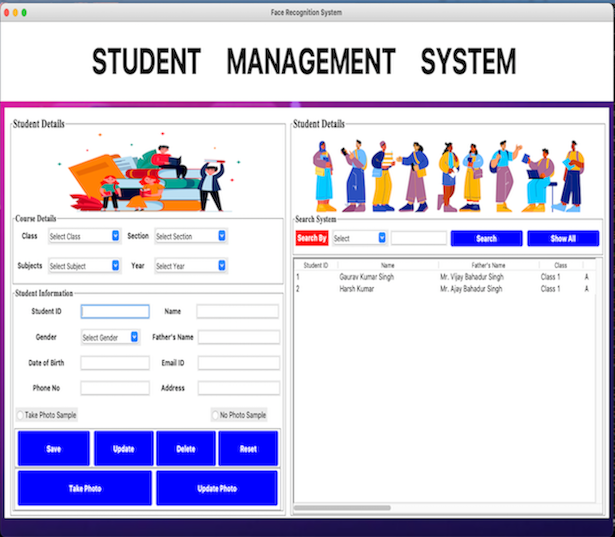 Face Recognition System
STUDENT MANAGEMENT SYSTEM
Student Details
Course Details
Class Select Class Section Select Section
Subjects Select Subject Year Select Year
Student Information
Student ID Name
Gender Select Gender Father's Name
Date of Birth Email ID
Phone No Address
Take Photo Sample No Photo Sample
Save Update Delete Reset
Take Photo Update Photo
Student Details
Search System
Search By Select Search Show All
Student ID Name Father's Name Class
1 Gaurav Kumar Singh Mr. Vijay Bahadur Singh Class 1 A
2 Harsh Kumar Mr. Ajay Bahadur Singh Class 1 A